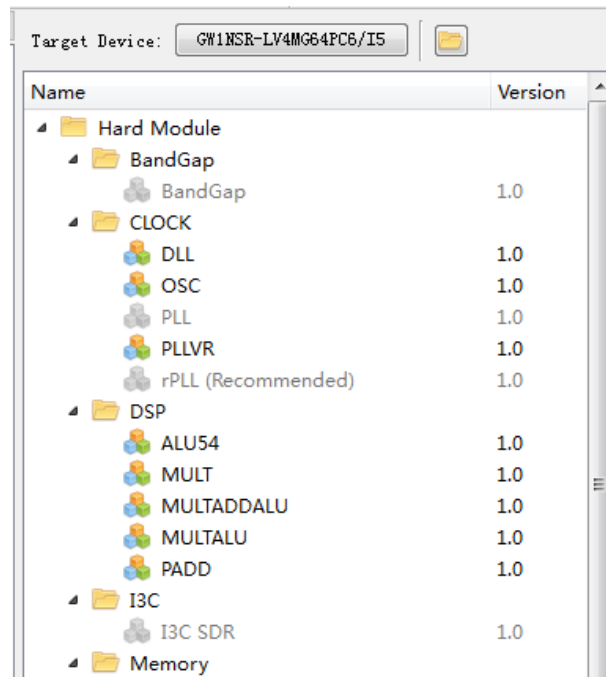 Target Device: GW1NSR-LV4MG64PC6/I5
Name Version
Hard Module
BandGap
BandGap 1.0
CLOCK
DLL 1.0
OSC 1.0
PLL 1.0
PLLVR 1.0
rPLL (Recommended) 1.0
DSP
ALU54 1.0
MULT 1.0
MULTADDALU 1.0
MULTALU 1.0
PADD 1.0
I3C
I3C SDR 1.0
Memory